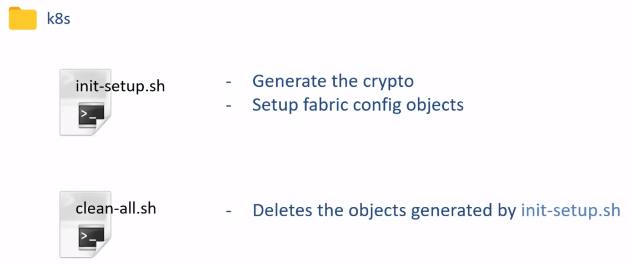 k8s
init-setup.sh
- Generate the crypto
- Setup fabric config objects
>_
clean-all.sh
- Deletes the objects generated by init-setup.sh
>_